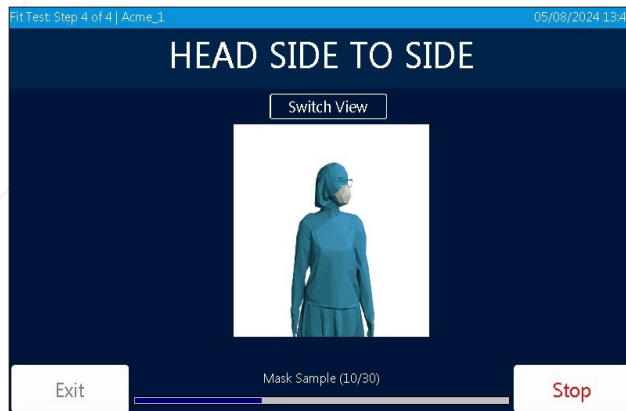 Fit Test: Step 4 of 4 | Acme_1
05/08/2024 13:4
HEAD SIDE TO SIDE
Switch View
Mask Sample (10/30)
Exit
Stop